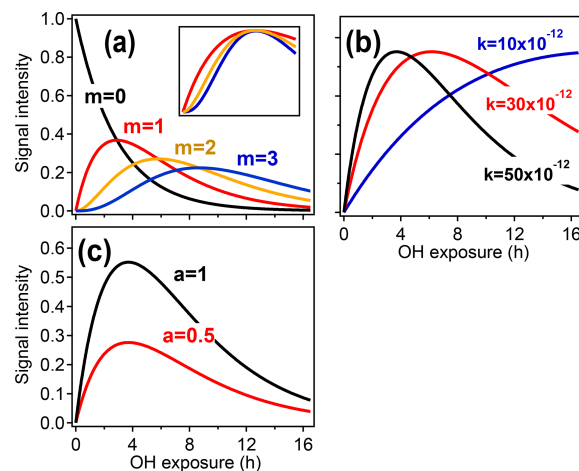 (a)
Signal intensity
1.0
0.8
0.6
0.4
0.2
0.0
m=0
m=1
m=2
m=3
0 4 8 12 16
(b)
k=10x10-12
k=30x10-12
k=50x10-12
0 4 8 12 16
OH exposure (h)
(c)
Signal intensity
0.6
0.5
0.4
0.3
0.2
0.1
0.0
a=1
a=0.5
0 4 8 12 16
OH exposure (h)